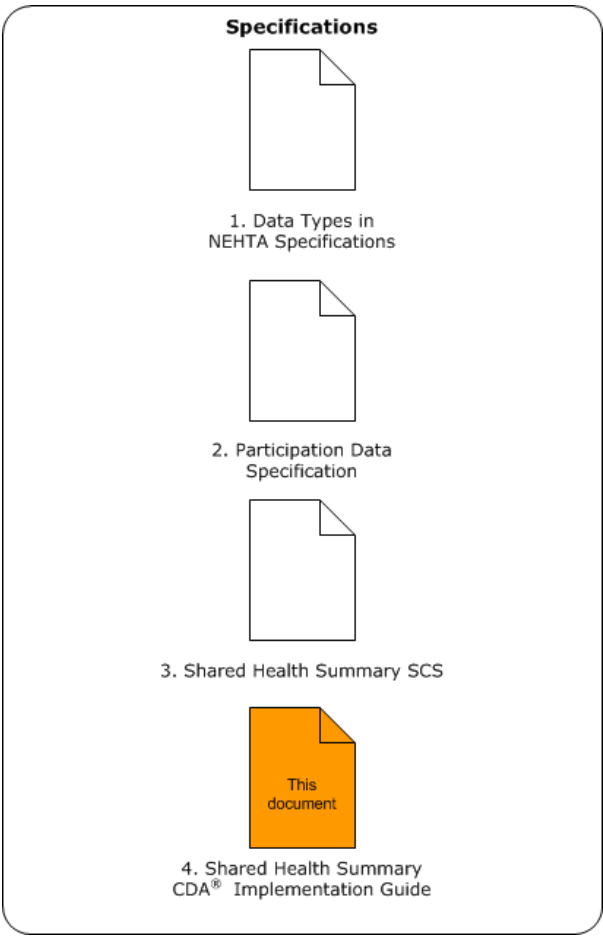 Specifications
1. Data Types in
NEHTA Specifications
2. Participation Data
Specification
3. Shared Health Summary SCS
This
document
4. Shared Health Summary
CDA® Implementation Guide